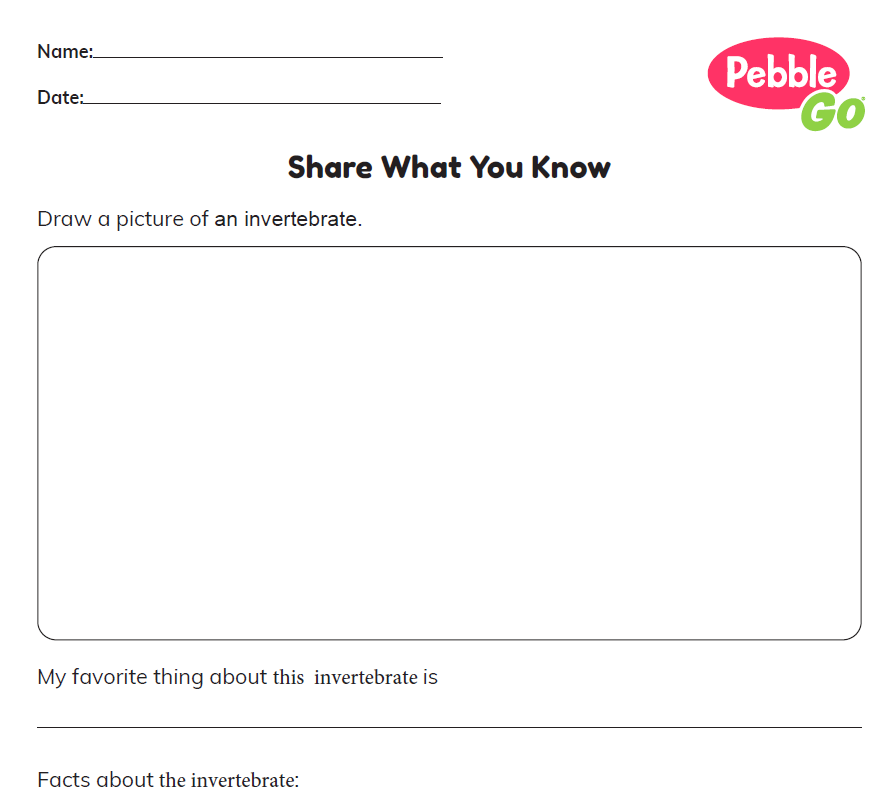 Name:
Pebble
Go
Date:
Share What You Know
Draw a picture of an invertebrate.
My favorite thing about this invertebrate is
Facts about the invertebrate: